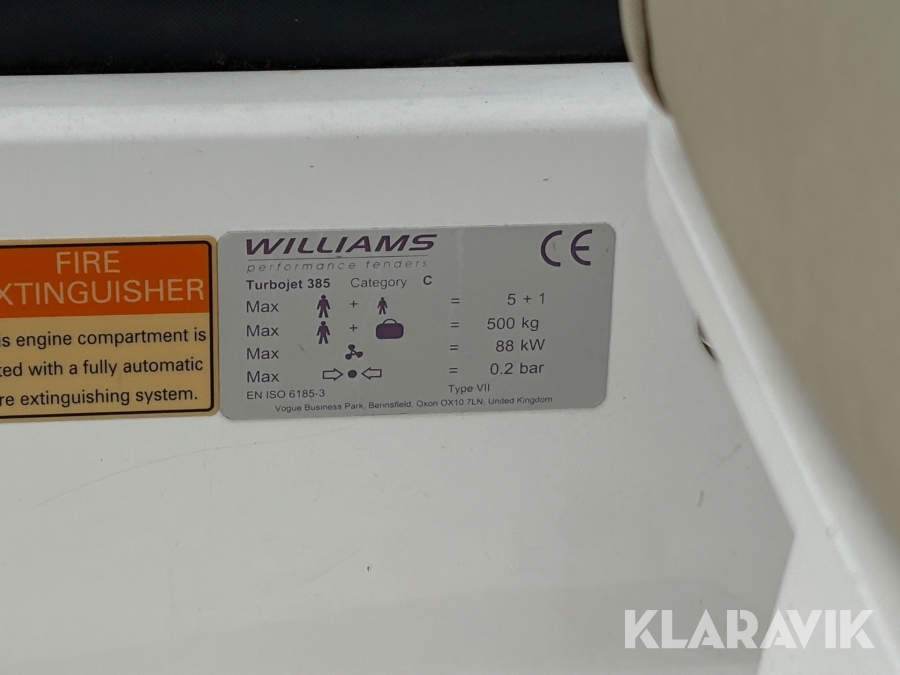 FIRE
XTINGUISHER
s engine compartment is
ted with a fully automatic
re extinguishing system.
WILLIAMS
performance tenders
CE
Turbojet 385 Category C
Max + = 5 + 1
Max + = 500 kg
Max = 88 kW
Max = 0.2 bar
EN ISO 6185-3 Type VII
Vogue Business Park, Berinsfield, Oxon OX10 7LN, United Kingdom
KLARAVIK